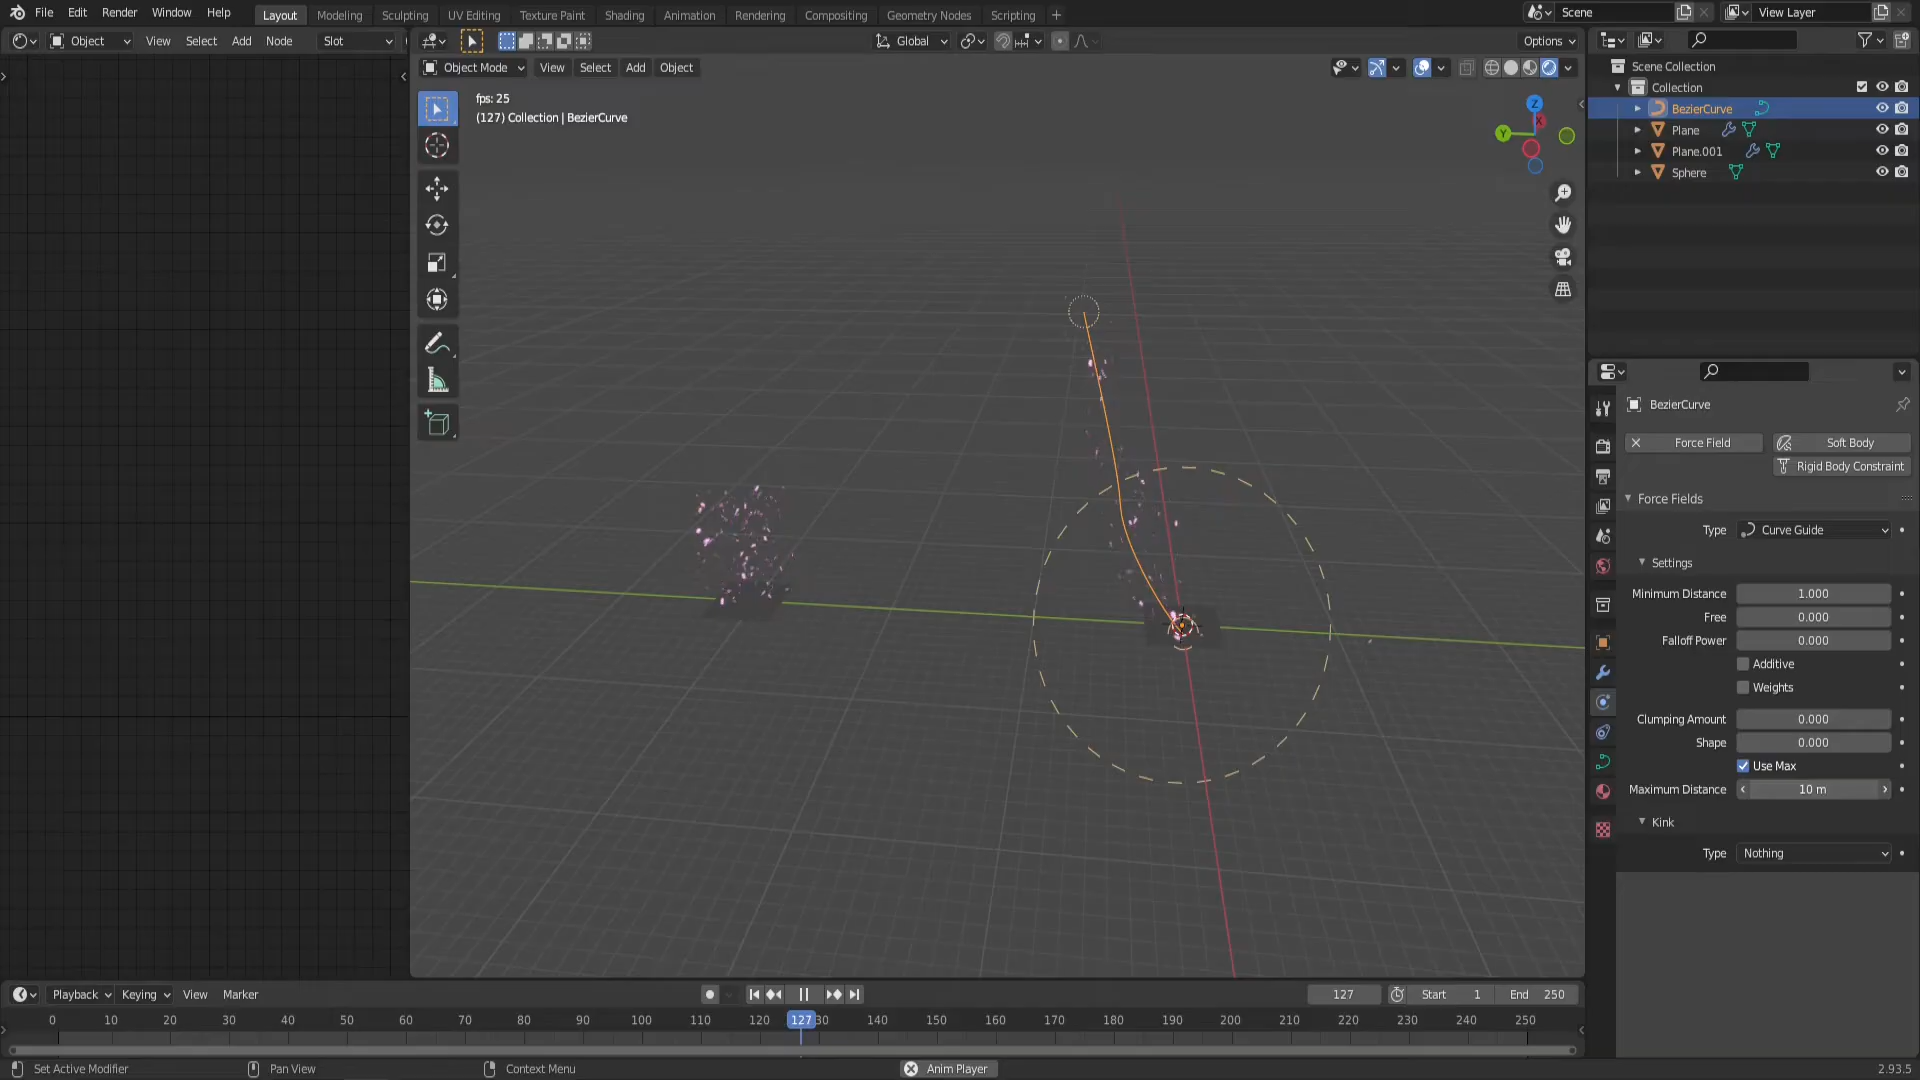 File Edit Render Window Help Layout Modeling Sculpting UV Editing Texture Paint Shading Animation Rendering Compositing Geometry Nodes Scripting + Scene View Layer
Object View Select Add Node Slot Global Options
Object Mode View Select Add Object
fps: 25
(127) Collection | BezierCurve
Z
X
Y
Scene Collection
Collection
BezierCurve
Plane
Plane.001
Sphere
BezierCurve
Force Field Soft Body
Rigid Body Constraint
Force Fields
Type Curve Guide
Settings
Minimum Distance 1.000
Free 0.000
Falloff Power 0.000
Additive
Weights
Clumping Amount 0.000
Shape 0.000
Use Max
Maximum Distance 10 m
Kink
Type Nothing
Playback Keying View Marker 127 Start 1 End 250
0 10 20 30 40 50 60 70 80 90 100 110 120 127 30 140 150 160 170 180 190 200 210 220 230 240 250
Set Active Modifier Pan View Context Menu Anim Player 2.93.5